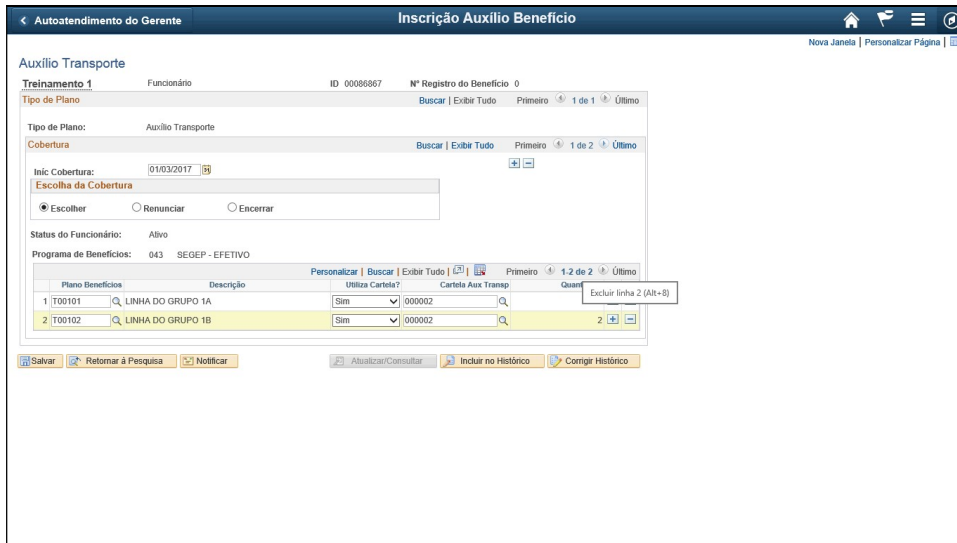 Autoatendimento do Gerente
Inscrição Auxílio Benefício
Nova Janela | Personalizar Página |
Auxílio Transporte
Treinamento 1 Funcionário ID 00086867 Nº Registro do Benefício 0
Tipo de Plano Buscar | Exibir Tudo Primeiro 1 de 1 Último
Tipo de Plano: Auxílio Transporte
Cobertura Buscar | Exibir Tudo Primeiro 1 de 2 Último
Iníc Cobertura: 01/03/2017
Escolha da Cobertura
Escolher Renunciar Encerrar
Status do Funcionário: Ativo
Programa de Benefícios: 043 SEGEP - EFETIVO
Personalizar | Buscar | Exibir Tudo | | Primeiro 1-2 de 2 Último
Plano Benefícios Descrição Utiliza Cartela? Cartela Aux Transp
Excluir linha 2 (Alt+8)
1 T00101 LINHA DO GRUPO 1A Sim 000002
2 T00102 LINHA DO GRUPO 1B Sim 000002 2
Salvar Retornar á Pesquisa Notificar Atualizar/Consultar Incluir no Histórico Corrigir Histórico